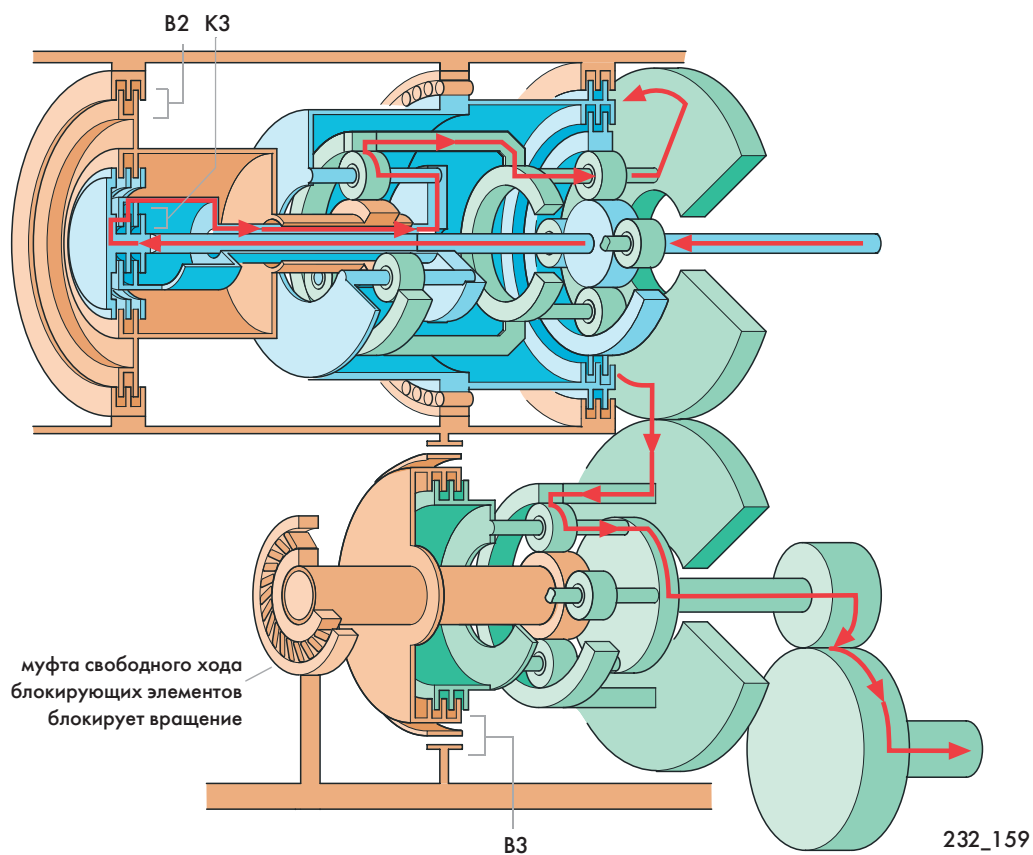 B2 K3
муфта свободного хода
блокирующих элементов
блокирует вращение
B3
232_159